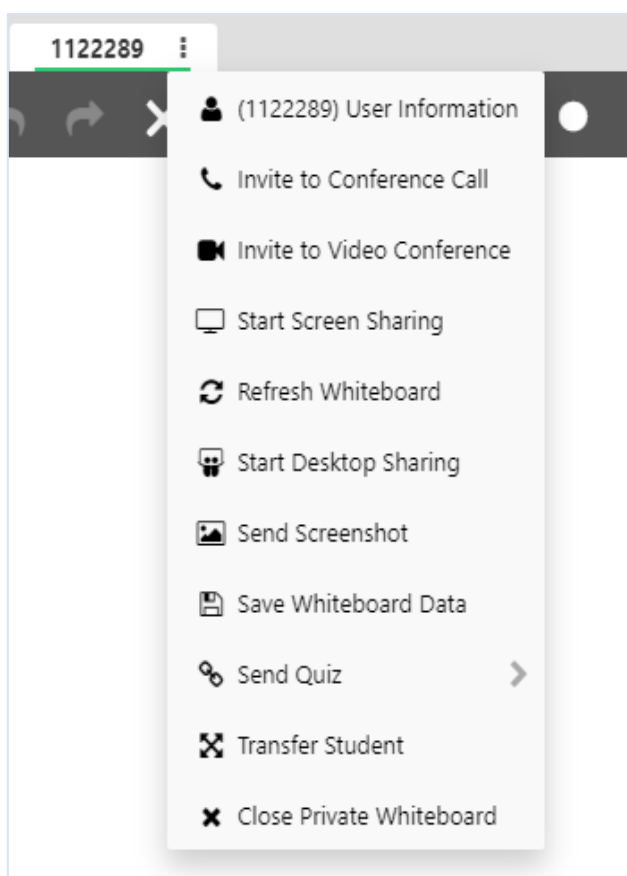 1122289
(1122289) User Information
Invite to Conference Call
Invite to Video Conference
Start Screen Sharing
Refresh Whiteboard
Start Desktop Sharing
Send Screenshot
Save Whiteboard Data
Send Quiz
Transfer Student
Close Private Whiteboard